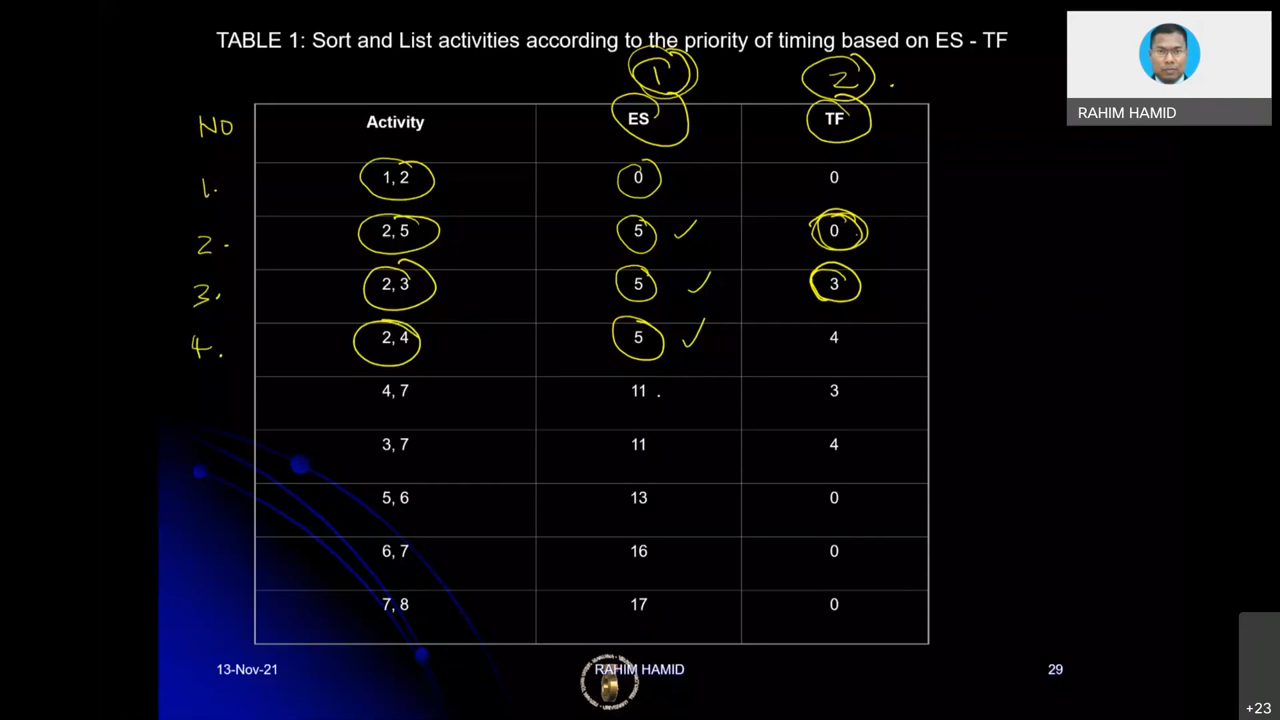 TABLE 1: Sort and List activities according to the priority of timing based on ES - TF
1 2 .
RAHIM HAMID
NO Activity ES TF
1. 1, 2 0 0
2. 2, 5 5 ✓ 0
3. 2, 3 5 ✓ 3
4. 2, 4 5 ✓ 4
4, 7 11 3
3, 7 11 4
5, 6 13 0
6, 7 16 0
7, 8 17 0
13-Nov-21 RAHIM HAMID 29
+23